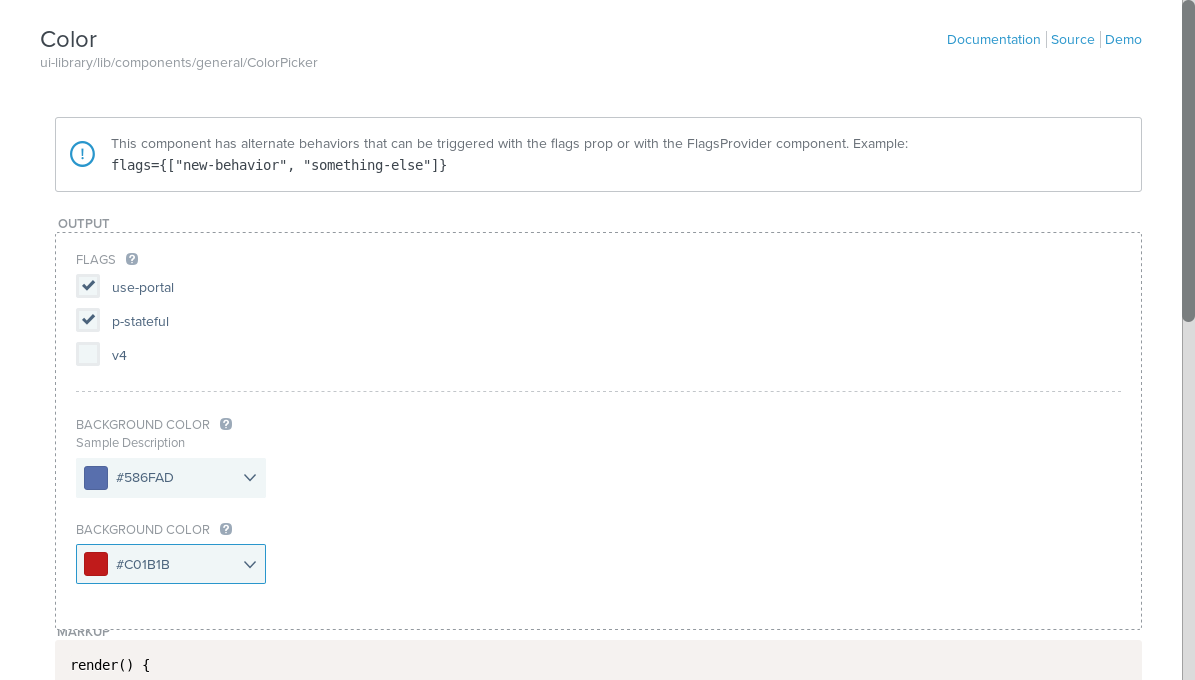 Color
Documentation Source Demo
ui-library/lib/components/general/ColorPicker
This component has alternate behaviors that can be triggered with the flags prop or with the FlagsProvider component. Example:
flags={["new-behavior", "something-else"]}
OUTPUT
FLAGS ?
use-portal
p-stateful
v4
BACKGROUND COLOR ?
Sample Description
#586FAD
BACKGROUND COLOR ?
#C01B1B
MARKUP
render() {